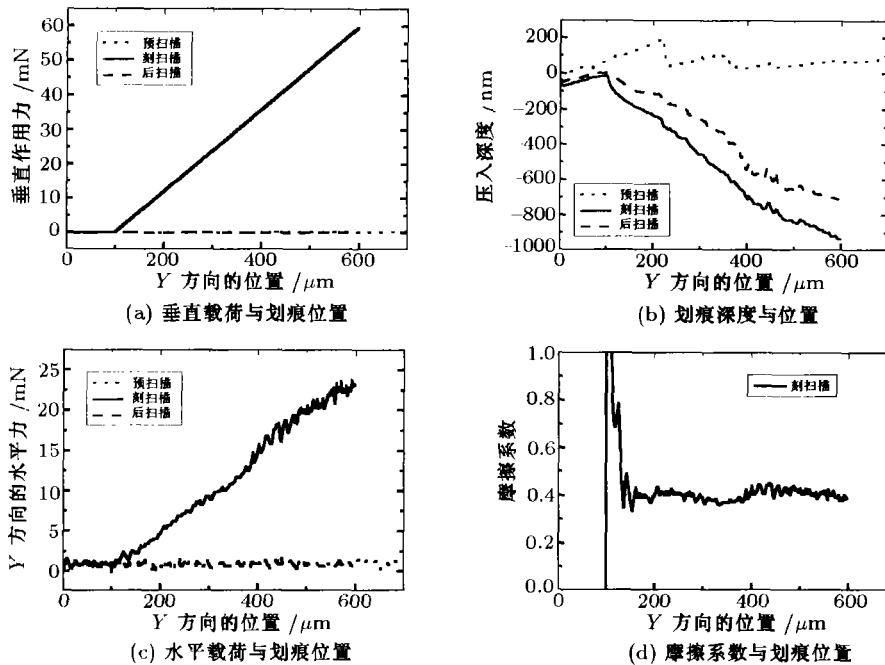 垂直作用力 /mN
60
50
40
30
20
10
0
预扫描
刻扫描
后扫描
0 200 400 600
Y 方向的位置 /μm
(a) 垂直载荷与划痕位置
压入深度 /nm
200
0
−200
−400
−600
−800
−1000
预扫描
刻扫描
后扫描
0 200 400 600
Y 方向的位置 /μm
(b) 划痕深度与位置
Y 方向的水平力 /mN
25
20
15
10
5
0
预扫描
刻扫描
后扫描
0 200 400 600
Y 方向的位置 /μm
(c) 水平载荷与划痕位置
摩擦系数
1.0
0.8
0.6
0.4
0.2
0.0
刻扫描
0 200 400 600
Y 方向的位置 /μm
(d) 摩擦系数与划痕位置